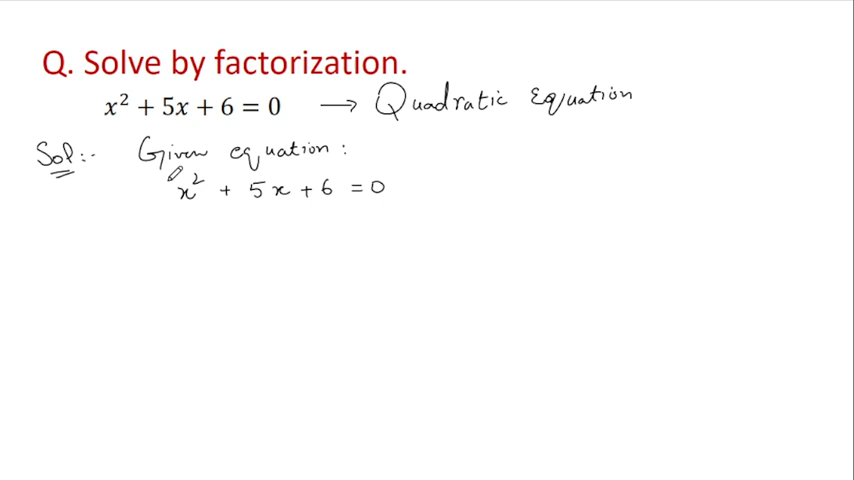 Q. Solve by factorization.
x² + 5x + 6 = 0 → Quadratic Equation
Sol:- Given equation:
x² + 5x + 6 = 0